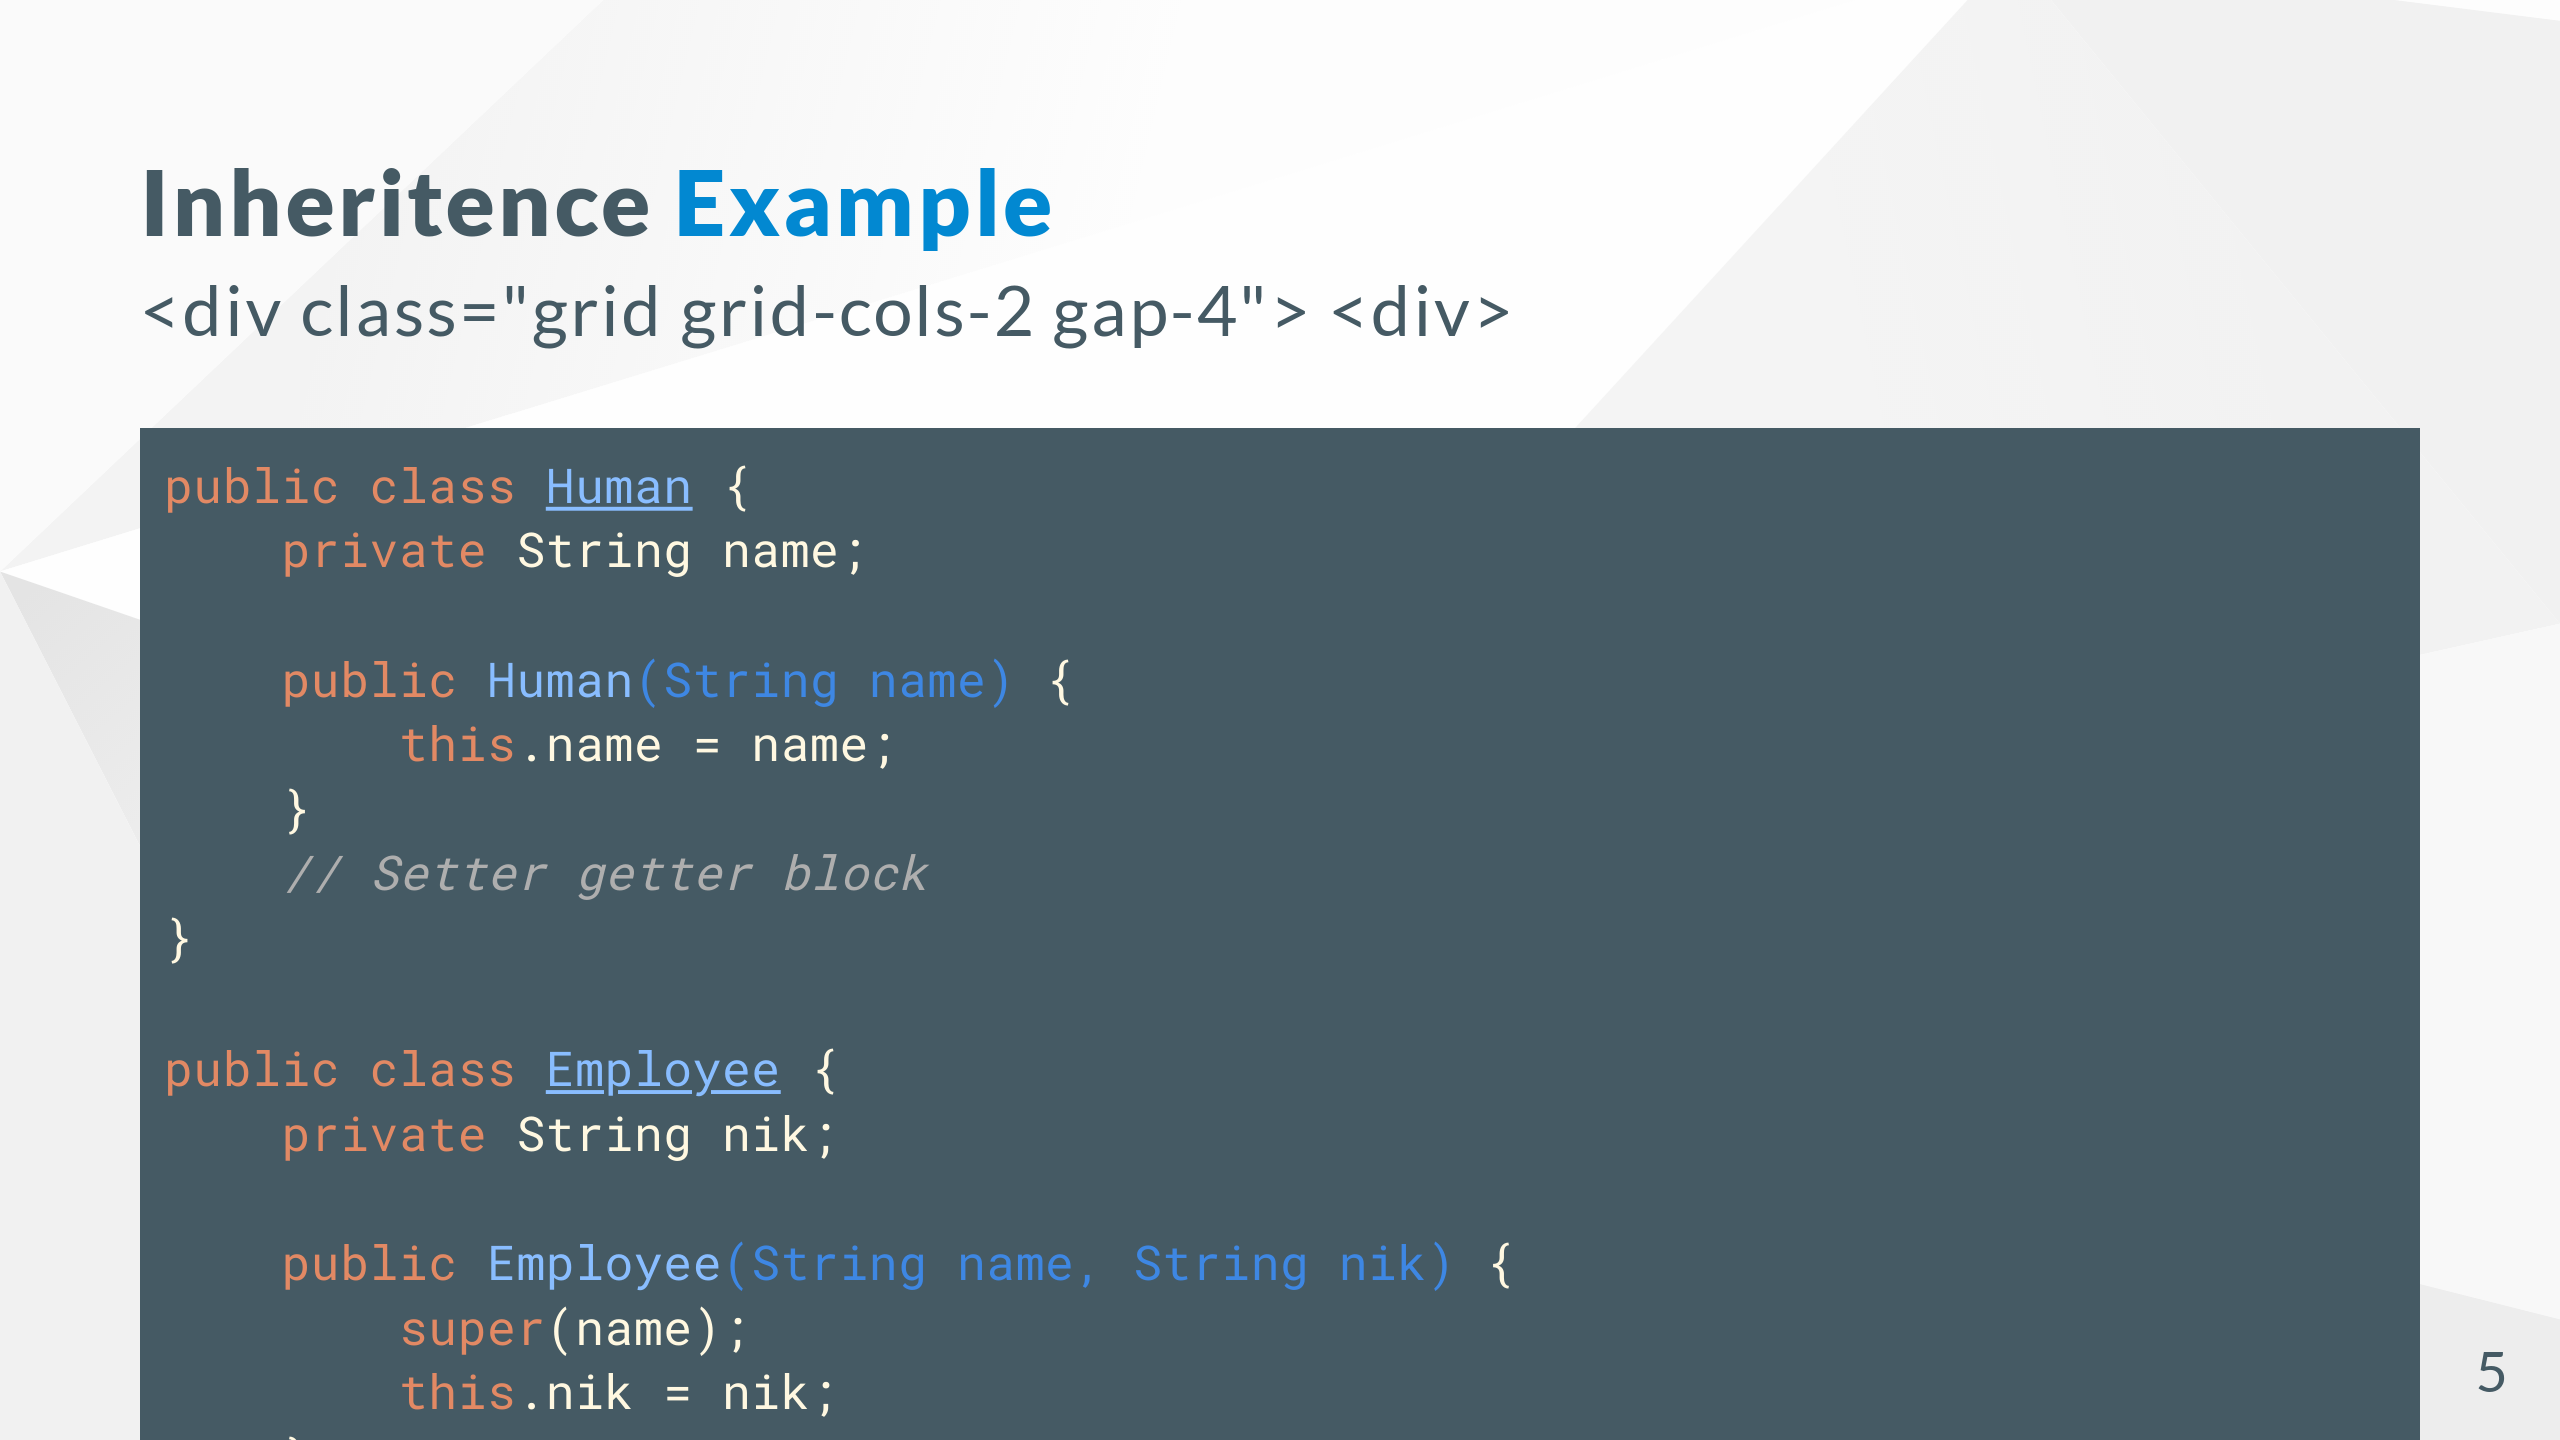 Inheritence Example
<div class="grid grid-cols-2 gap-4"> <div>
public class Human {
    private String name;

    public Human(String name) {
        this.name = name;
    }
    // Setter getter block
}

public class Employee {
    private String nik;

    public Employee(String name, String nik) {
        super(name);
        this.nik = nik;
    }
5